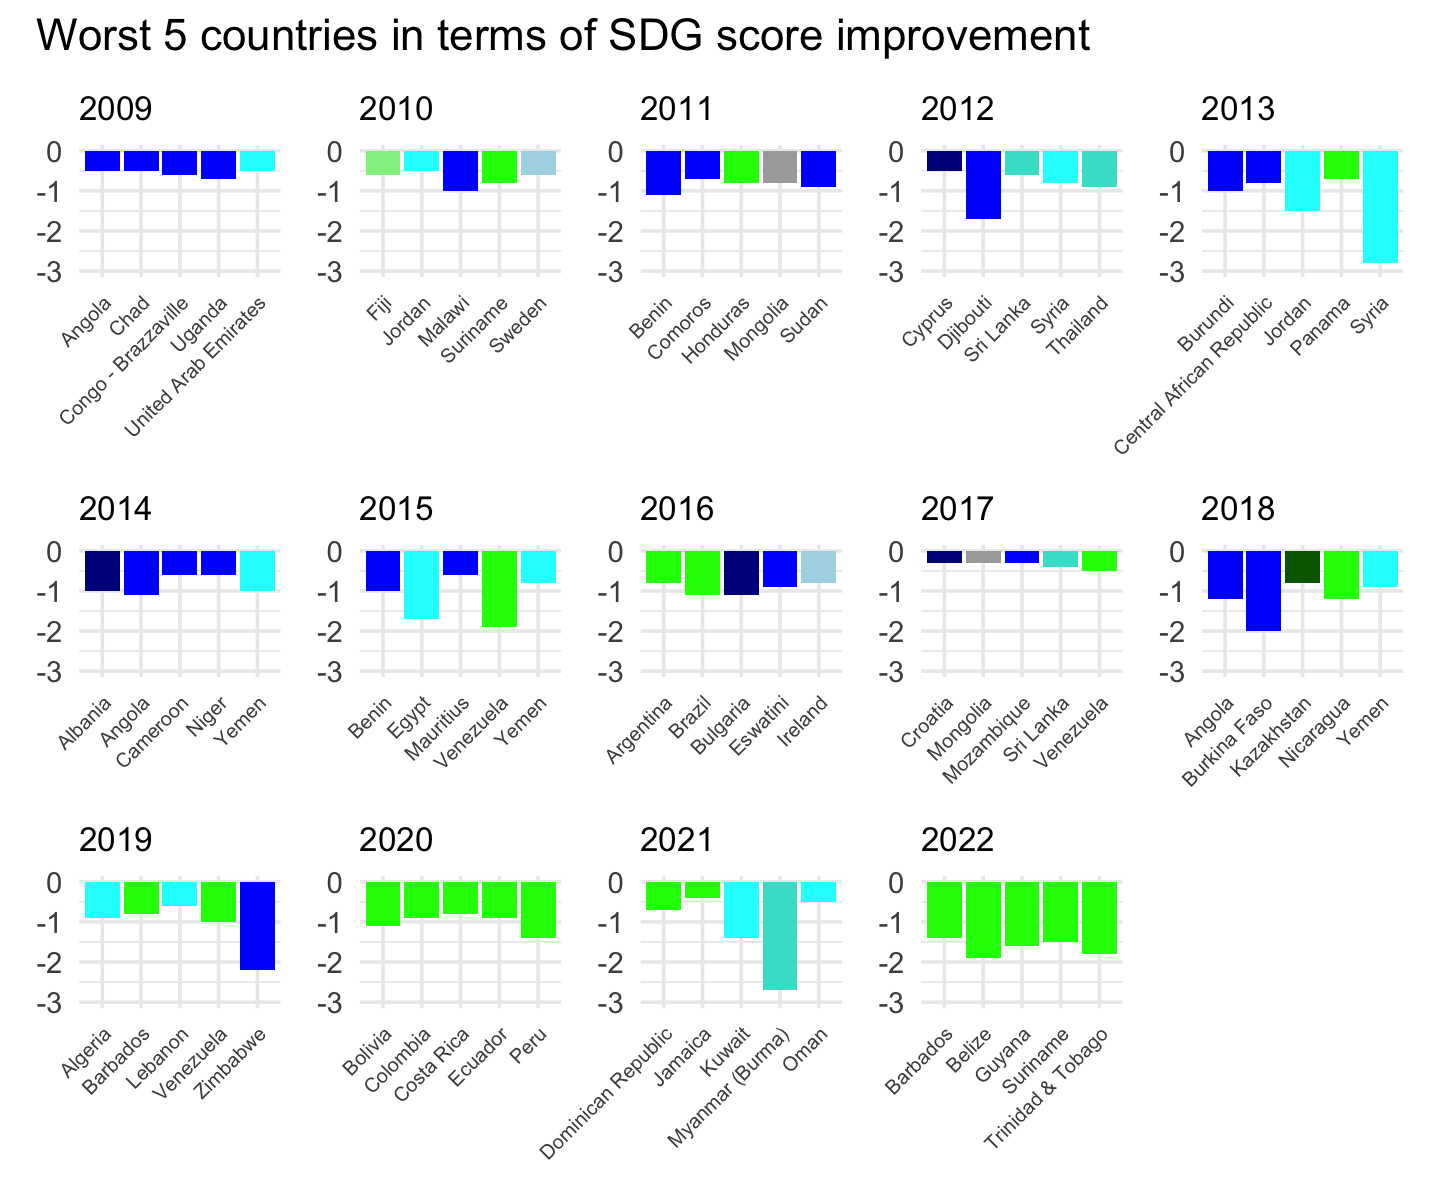 Worst 5 countries in terms of SDG score improvement
2009
0
-1
-2
-3
Angola
Chad
Congo - Brazzaville
Uganda
United Arab Emirates
2010
0
-1
-2
-3
Fiji
Jordan
Malawi
Suriname
Sweden
2011
0
-1
-2
-3
Benin
Comoros
Honduras
Mongolia
Sudan
2012
0
-1
-2
-3
Cyprus
Djibouti
Sri Lanka
Syria
Thailand
2013
0
-1
-2
-3
Burundi
Central African Republic
Jordan
Panama
Syria
2014
0
-1
-2
-3
Albania
Angola
Cameroon
Niger
Yemen
2015
0
-1
-2
-3
Benin
Egypt
Mauritius
Venezuela
Yemen
2016
0
-1
-2
-3
Argentina
Brazil
Bulgaria
Eswatini
Ireland
2017
0
-1
-2
-3
Croatia
Mongolia
Mozambique
Sri Lanka
Venezuela
2018
0
-1
-2
-3
Angola
Burkina Faso
Kazakhstan
Nicaragua
Yemen
2019
0
-1
-2
-3
Algeria
Barbados
Lebanon
Venezuela
Zimbabwe
2020
0
-1
-2
-3
Bolivia
Colombia
Costa Rica
Ecuador
Peru
2021
0
-1
-2
-3
Dominican Republic
Jamaica
Kuwait
Myanmar (Burma)
Oman
2022
0
-1
-2
-3
Barbados
Belize
Guyana
Suriname
Trinidad & Tobago